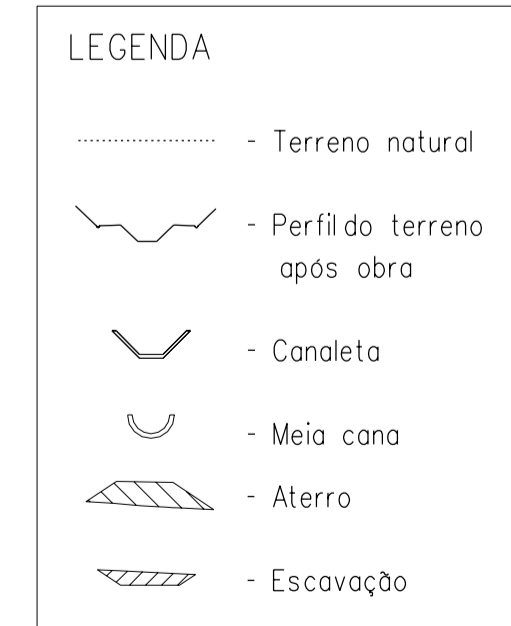 LEGENDA
- Terreno natural
- Perfil do terreno
após obra
- Canaleta
- Meia cana
- Aterro
- Escavação